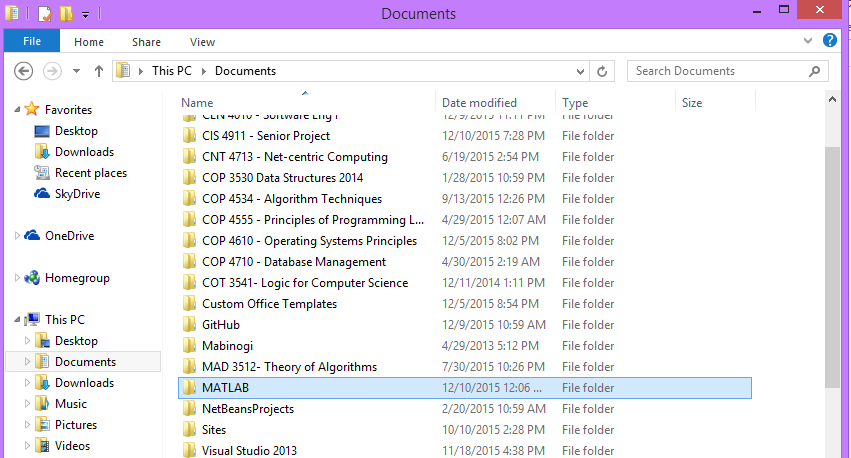 Documents
File Home Share View
This PC Documents Search Documents
Name Date modified Type Size
CEN 4010 - Software Eng I 12/9/2015 11:11 PM File folder
Favorites CIS 4911 - Senior Project 12/10/2015 7:28 PM File folder
Desktop CNT 4713 - Net-centric Computing 6/19/2015 2:54 PM File folder
Downloads COP 3530 Data Structures 2014 1/28/2015 10:59 PM File folder
Recent places COP 4534 - Algorithm Techniques 9/13/2015 12:26 PM File folder
SkyDrive COP 4555 - Principles of Programming L... 4/29/2015 12:07 AM File folder
OneDrive COP 4610 - Operating Systems Principles 12/5/2015 8:02 PM File folder
COP 4710 - Database Management 4/30/2015 2:19 AM File folder
Homegroup COT 3541- Logic for Computer Science 12/11/2014 1:11 PM File folder
Custom Office Templates 12/5/2015 8:54 PM File folder
This PC GitHub 12/9/2015 10:59 AM File folder
Desktop Mabinogi 4/29/2013 5:12 PM File folder
Documents MAD 3512- Theory of Algorithms 7/30/2015 10:26 PM File folder
Downloads MATLAB 12/10/2015 12:06 ... File folder
Music NetBeansProjects 2/20/2015 10:59 AM File folder
Pictures Sites 10/10/2015 2:28 PM File folder
Videos Visual Studio 2013 11/18/2015 4:38 PM File folder